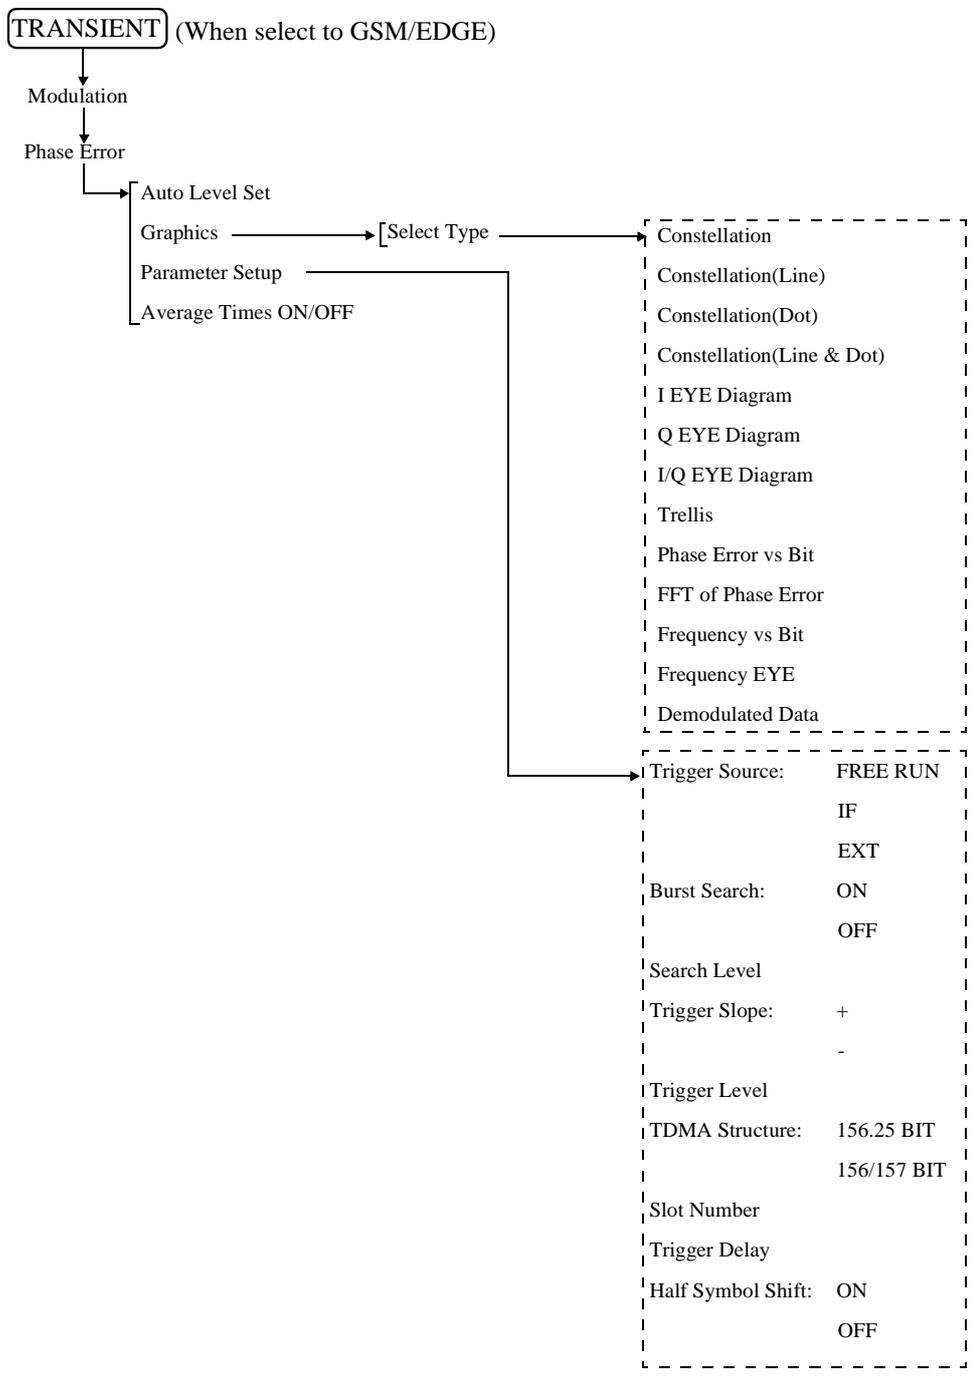 TRANSIENT (When select to GSM/EDGE)
Modulation
Phase Error
Auto Level Set
Graphics
Parameter Setup
Average Times ON/OFF
Select Type
Constellation
Constellation(Line)
Constellation(Dot)
Constellation(Line & Dot)
I EYE Diagram
Q EYE Diagram
I/Q EYE Diagram
Trellis
Phase Error vs Bit
FFT of Phase Error
Frequency vs Bit
Frequency EYE
Demodulated Data
Trigger Source: FREE RUN
IF
EXT
Burst Search: ON
OFF
Search Level
Trigger Slope: +
-
Trigger Level
TDMA Structure: 156.25 BIT
156/157 BIT
Slot Number
Trigger Delay
Half Symbol Shift: ON
OFF